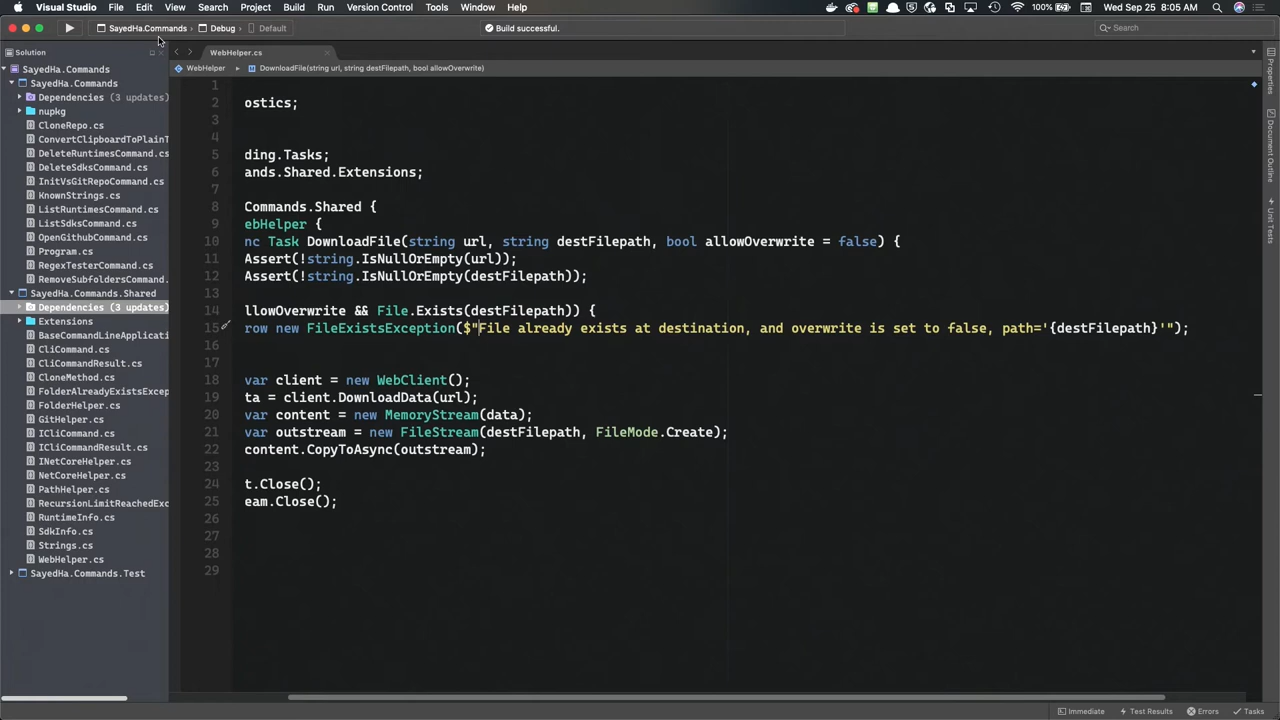 Visual Studio File Edit View Search Project Build Run Version Control Tools Window Help 100% Wed Sep 25 8:05 AM
SayedHa.Commands › Debug › Default Build successful. Search
Solution
WebHelper.cs
WebHelper DownloadFile(string url, string destFilepath, bool allowOverwrite)
SayedHa.Commands
SayedHa.Commands
Dependencies (3 updates)
nupkg
CloneRepo.cs
ConvertClipboardToPlainT
DeleteRuntimesCommand.cs
DeleteSdksCommand.cs
InitVsGitRepoCommand.cs
KnownStrings.cs
ListRuntimesCommand.cs
ListSdksCommand.cs
OpenGithubCommand.cs
Program.cs
RegexTesterCommand.cs
RemoveSubfoldersCommand.
SayedHa.Commands.Shared
Dependencies (3 updates)
Extensions
BaseCommandLineApplicati
CliCommand.cs
CliCommandResult.cs
CloneMethod.cs
FolderAlreadyExistsExcep
FolderHelper.cs
GitHelper.cs
ICliCommand.cs
ICliCommandResult.cs
INetCoreHelper.cs
NetCoreHelper.cs
PathHelper.cs
RecursionLimitReachedExc
RuntimeInfo.cs
SdkInfo.cs
Strings.cs
WebHelper.cs
SayedHa.Commands.Test
1
2 ostics;
3
4
5 ding.Tasks;
6 ands.Shared.Extensions;
7
8 Commands.Shared {
9 ebHelper {
10 nc Task DownloadFile(string url, string destFilepath, bool allowOverwrite = false) {
11 Assert(!string.IsNullOrEmpty(url));
12 Assert(!string.IsNullOrEmpty(destFilepath));
13
14 llowOverwrite && File.Exists(destFilepath)) {
15 row new FileExistsException($"File already exists at destination, and overwrite is set to false, path='{destFilepath}'");
16
17
18 var client = new WebClient();
19 ta = client.DownloadData(url);
20 var content = new MemoryStream(data);
21 var outstream = new FileStream(destFilepath, FileMode.Create);
22 content.CopyToAsync(outstream);
23
24 t.Close();
25 eam.Close();
26
27
28
29
Properties
Document Outline
Unit Tests
Immediate Test Results Errors Tasks